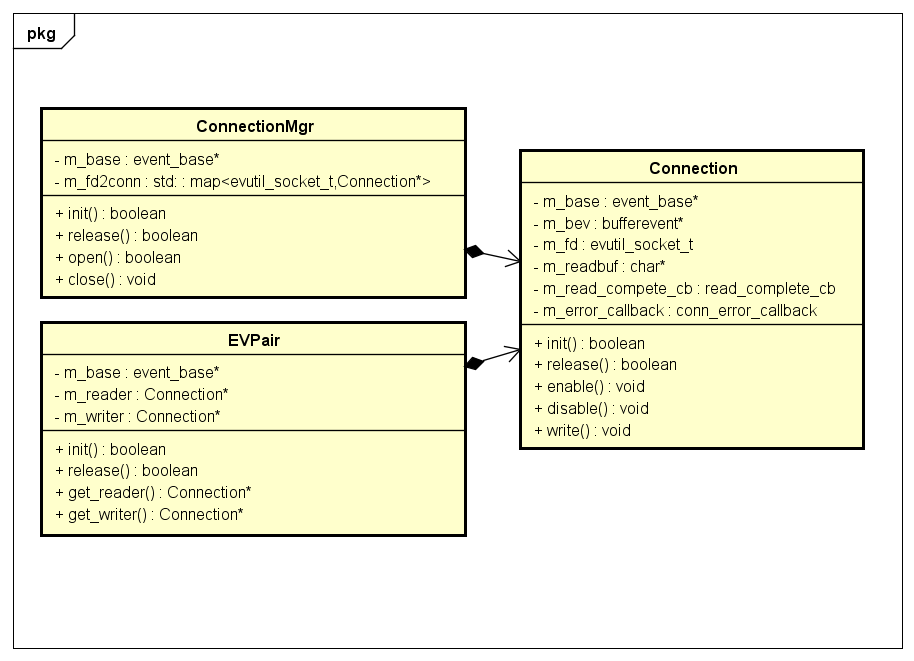 pkg
ConnectionMgr
- m_base : event_base*
- m_fd2conn : std: : map<evutil_socket_t,Connection*>
+ init() : boolean
+ release() : boolean
+ open() : boolean
+ close() : void
EVPair
- m_base : event_base*
- m_reader : Connection*
- m_writer : Connection*
+ init() : boolean
+ release() : boolean
+ get_reader() : Connection*
+ get_writer() : Connection*
Connection
- m_base : event_base*
- m_bev : bufferevent*
- m_fd : evutil_socket_t
- m_readbuf : char*
- m_read_compete_cb : read_complete_cb
- m_error_callback : conn_error_callback
+ init() : boolean
+ release() : boolean
+ enable() : void
+ disable() : void
+ write() : void